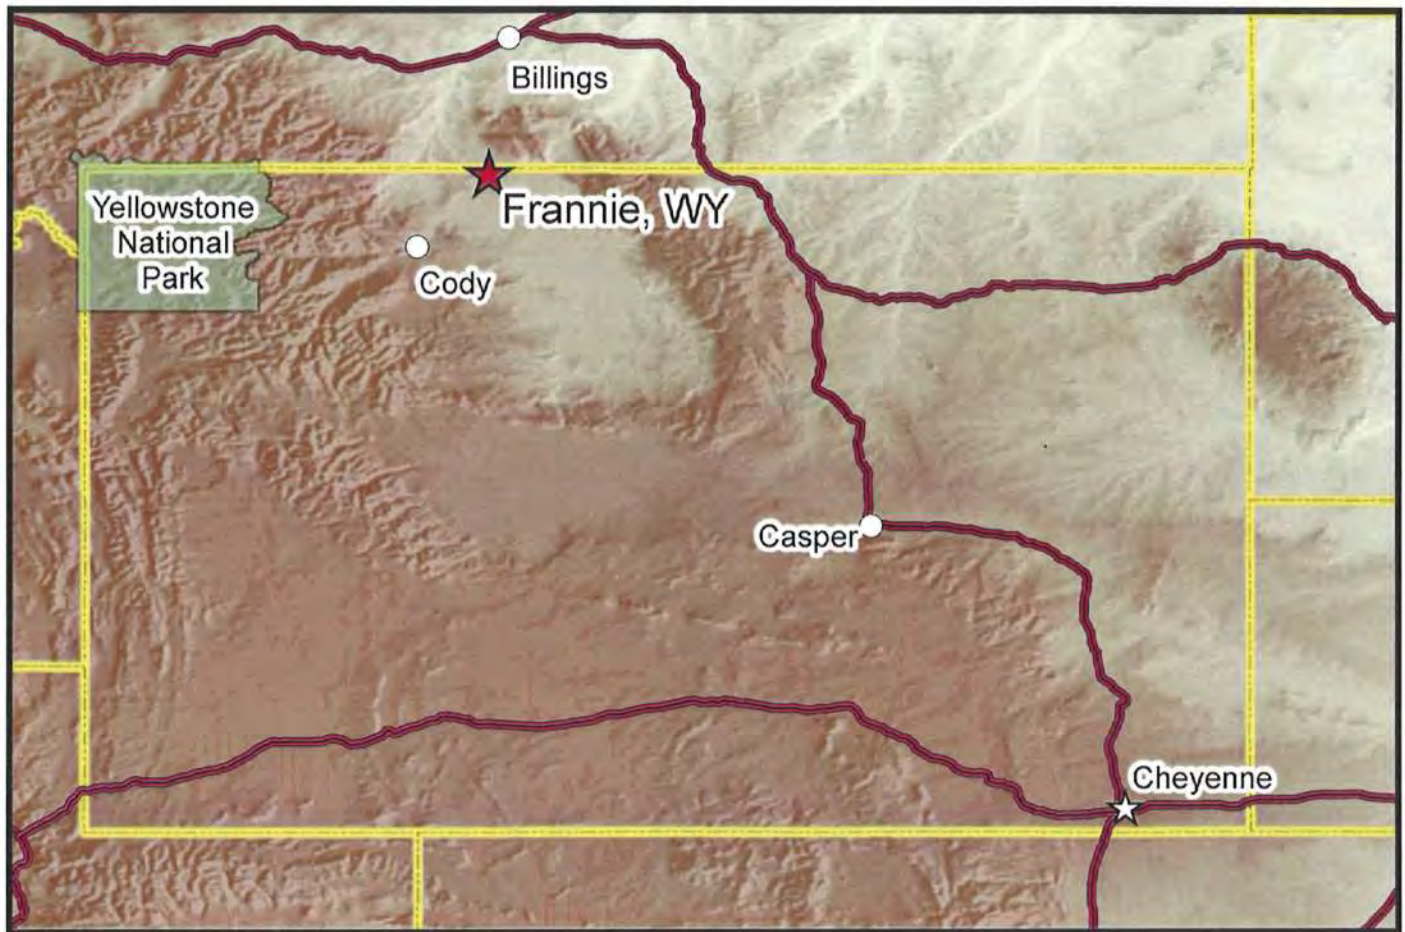 Billings
Yellowstone
National
Park
Frannie, WY
Cody
Casper
Cheyenne